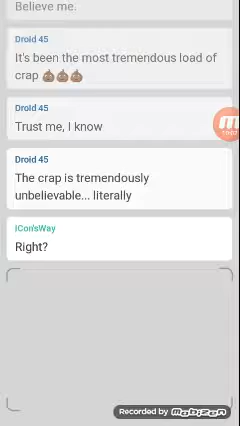 Believe me.
Droid 45
It's been the most tremendous load of
crap 💩💩💩
Droid 45
Trust me, I know
Droid 45
The crap is tremendously
unbelievable... literally
iCon'sWay
Right?
Recorded by mobizen